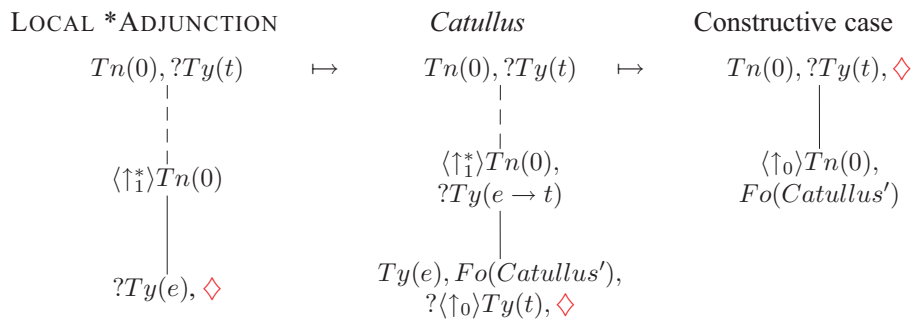 LOCAL *ADJUNCTION Catullus Constructive case
Tn(0), ?Ty(t) ↦ Tn(0), ?Ty(t) ↦ Tn(0), ?Ty(t), ♢
⟨↑₁*⟩Tn(0) ⟨↑₁*⟩Tn(0), ⟨↑₀⟩Tn(0),
?Ty(e → t) Fo(Catullus′)
?Ty(e), ♢ Ty(e), Fo(Catullus′),
?⟨↑₀⟩Ty(t), ♢